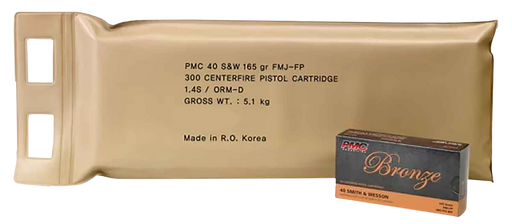 PMC 40 S&W 165 gr FMJ-FP
300 CENTERFIRE PISTOL CARTRIDGE
1.4S / ORM-D
GROSS WT. : 5.1 kg
Made in R.O. Korea
PMC
Bronze
40 SMITH & WESSON